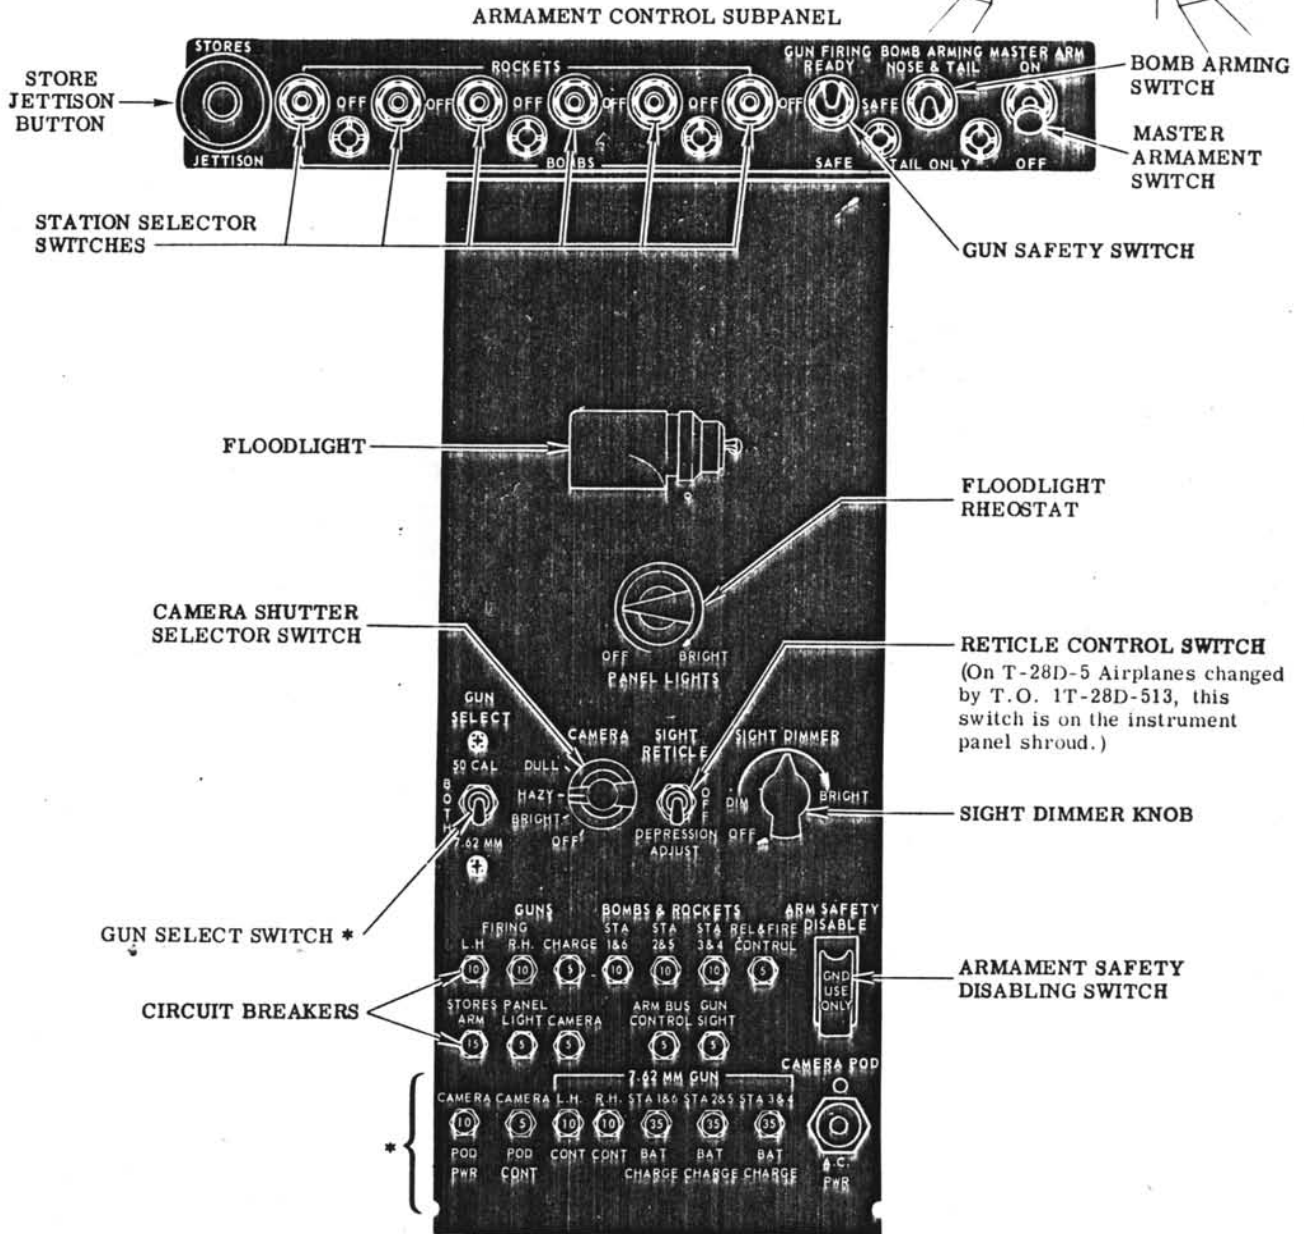 ARMAMENT CONTROL SUBPANEL
STORES
JETTISON
ROCKETS
OFF
OFF
OFF
OFF
OFF
OFF
BOMBS
GUN FIRING
READY
SAFE
BOMB ARMING
NOSE & TAIL
SAFE
TAIL ONLY
MASTER ARM
ON
OFF
STORE
JETTISON
BUTTON
BOMB ARMING
SWITCH
MASTER
ARMAMENT
SWITCH
STATION SELECTOR
SWITCHES
GUN SAFETY SWITCH
FLOODLIGHT
FLOODLIGHT
RHEOSTAT
OFF BRIGHT
PANEL LIGHTS
CAMERA SHUTTER
SELECTOR SWITCH
RETICLE CONTROL SWITCH
(On T-28D-5 Airplanes changed
by T.O. 1T-28D-513, this
switch is on the instrument
panel shroud.)
GUN
SELECT
50 CAL
BOTH
7.62 MM
CAMERA
DULL
HAZY
BRIGHT
OFF
SIGHT
RETICLE
OFF
DEPRESSION
ADJUST
SIGHT DIMMER
DIM
BRIGHT
OFF
SIGHT DIMMER KNOB
GUN SELECT SWITCH *
GUNS
FIRING
L.H
R.H.
CHARGE
10
10
5
BOMBS & ROCKETS
STA
1&6
STA
2&5
STA
3&4
REL&FIRE
CONTROL
10
10
10
5
ARM SAFETY
DISABLE
GND
USE
ONLY
ARMAMENT SAFETY
DISABLING SWITCH
CIRCUIT BREAKERS
STORES
ARM
PANEL
LIGHT
CAMERA
ARM BUS
CONTROL
GUN
SIGHT
15
5
5
5
5
CAMERA POD
A.C.
PWR
7.62 MM GUN
CAMERA CAMERA L.H. R.H. STA 1&6 STA 2&5 STA 3&4
10 5 10 10 35 35 35
POD POD CONT CONT BAT BAT BAT
PWR CONT CHARGE CHARGE CHARGE
*